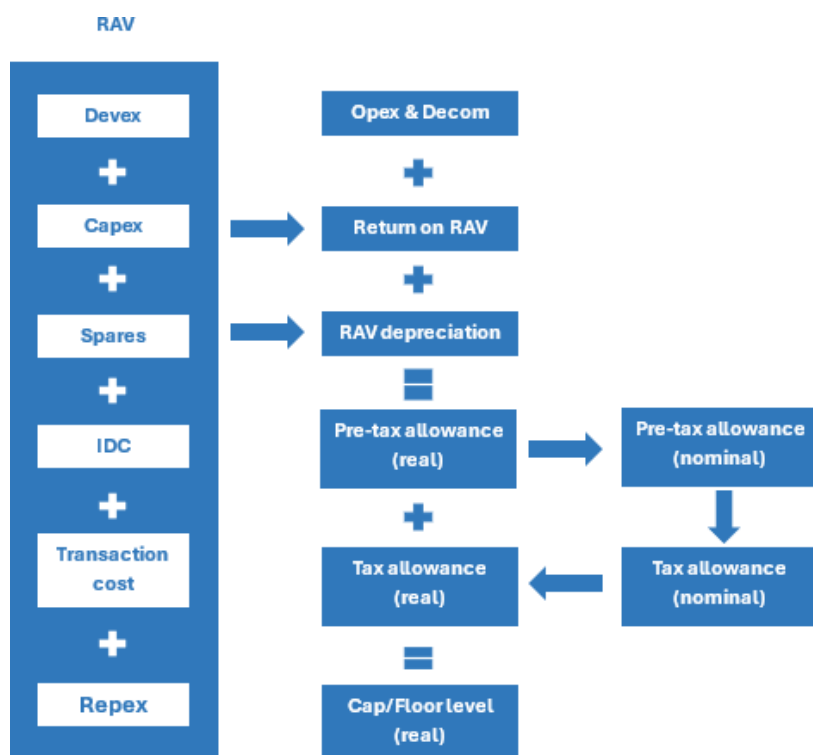 RAV
Devex
Capex
Spares
IDC
Transaction
cost
Repex
Opex & Decom
Return on RAV
RAV depreciation
Pre-tax allowance
(real)
Tax allowance
(real)
Cap/Floor level
(real)
Pre-tax allowance
(nominal)
Tax allowance
(nominal)